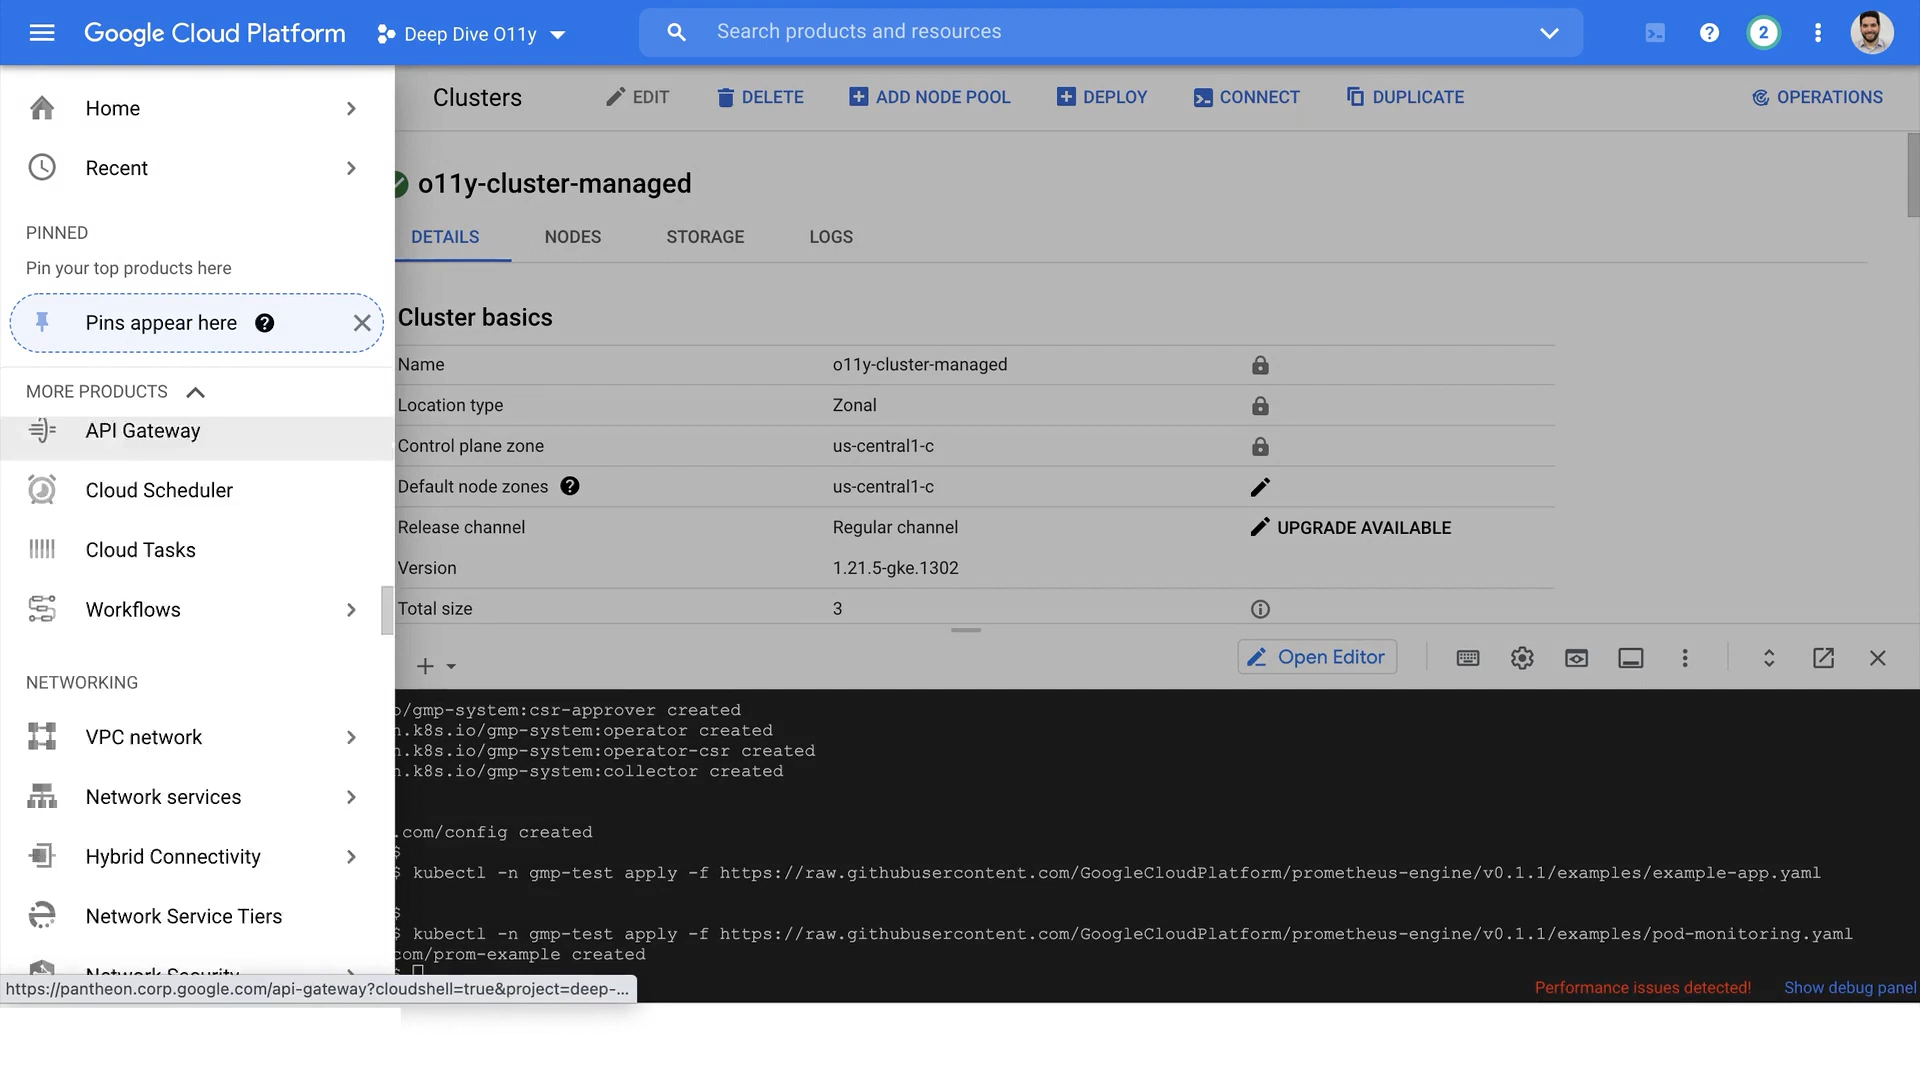 Google Cloud Platform
Deep Dive O11y
Search products and resources
2
Home
Recent
PINNED
Pin your top products here
Pins appear here
MORE PRODUCTS
API Gateway
Cloud Scheduler
Cloud Tasks
Workflows
NETWORKING
VPC network
Network services
Hybrid Connectivity
Network Service Tiers
Network Security
https://pantheon.corp.google.com/api-gateway?cloudshell=true&project=deep-...
Clusters
EDIT
DELETE
ADD NODE POOL
DEPLOY
CONNECT
DUPLICATE
OPERATIONS
o11y-cluster-managed
DETAILS NODES STORAGE LOGS
Cluster basics
Name o11y-cluster-managed
Location type Zonal
Control plane zone us-central1-c
Default node zones us-central1-c
Release channel Regular channel UPGRADE AVAILABLE
Version 1.21.5-gke.1302
Total size 3
Open Editor
o/gmp-system:csr-approver created
n.k8s.io/gmp-system:operator created
n.k8s.io/gmp-system:operator-csr created
n.k8s.io/gmp-system:collector created
.com/config created
$
$ kubectl -n gmp-test apply -f https://raw.githubusercontent.com/GoogleCloudPlatform/prometheus-engine/v0.1.1/examples/example-app.yaml
$
$ kubectl -n gmp-test apply -f https://raw.githubusercontent.com/GoogleCloudPlatform/prometheus-engine/v0.1.1/examples/pod-monitoring.yaml
com/prom-example created
$
Performance issues detected! Show debug panel